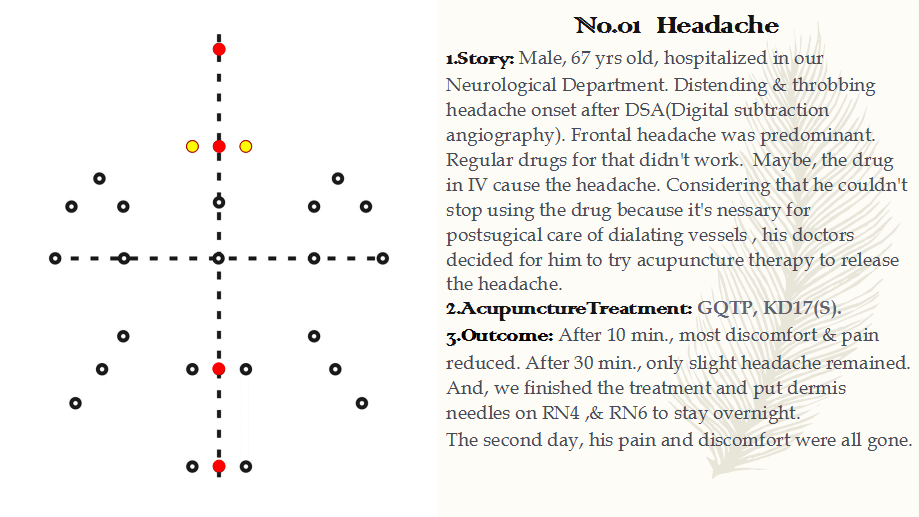 No.01 Headache
1.Story: Male, 67 yrs old, hospitalized in our
Neurological Department. Distending & throbbing
headache onset after DSA(Digital subtraction
angiography). Frontal headache was predominant.
Regular drugs for that didn't work. Maybe, the drug
in IV cause the headache. Considering that he couldn't
stop using the drug because it's nessary for
postsugical care of dialating vessels , his doctors
decided for him to try acupuncture therapy to release
the headache.
2.AcupunctureTreatment: GQTP, KD17(S).
3.Outcome: After 10 min., most discomfort & pain
reduced. After 30 min., only slight headache remained.
And, we finished the treatment and put dermis
needles on RN4 ,& RN6 to stay overnight.
The second day, his pain and discomfort were all gone.